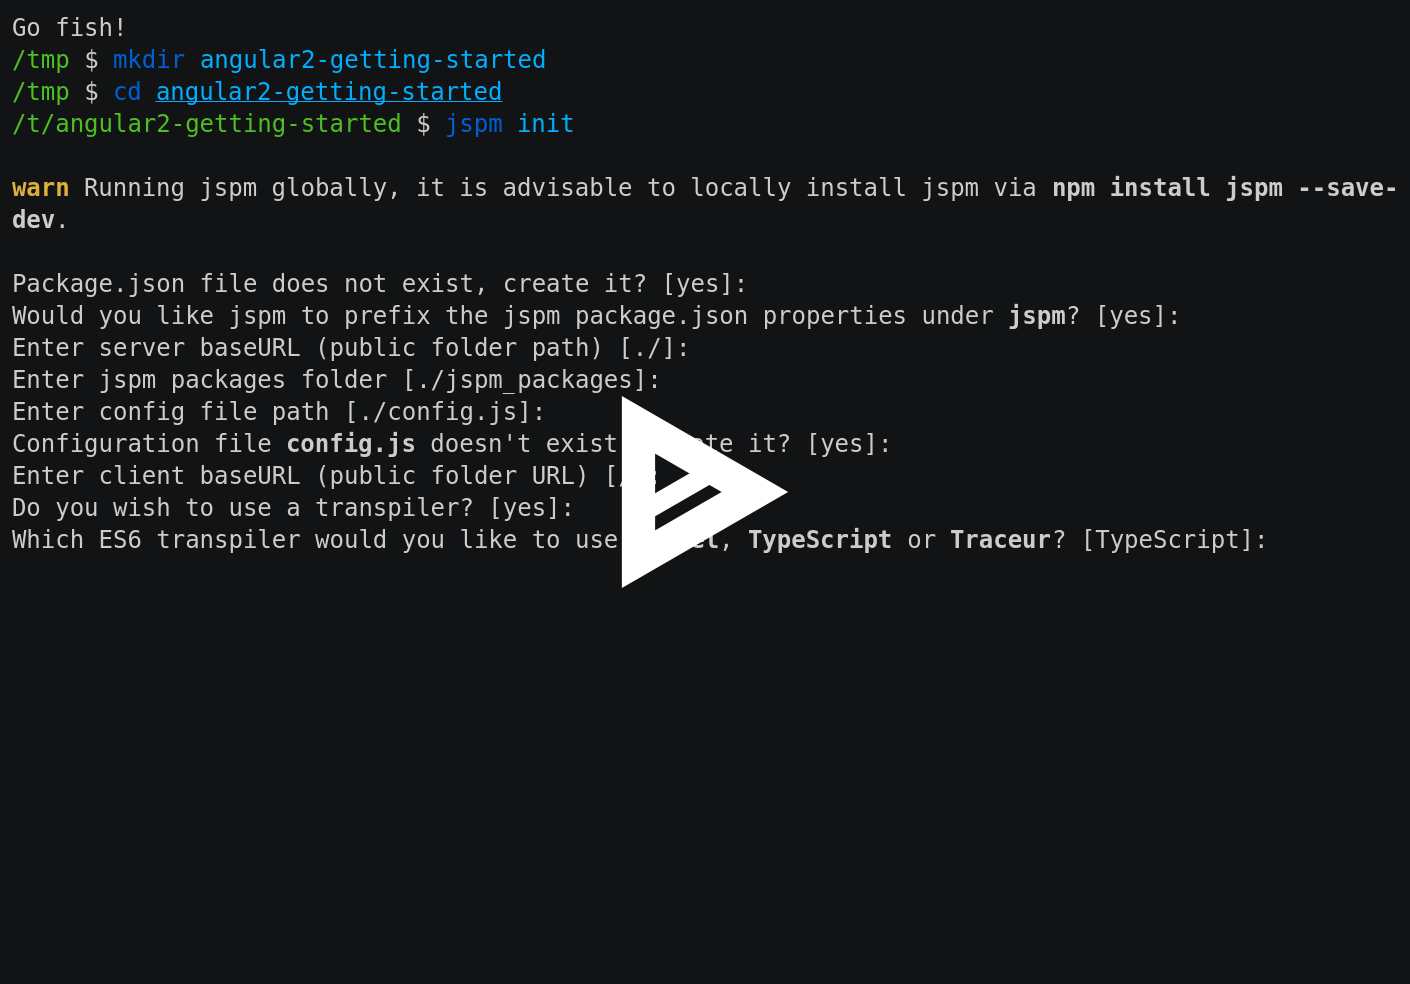 Go fish!
/tmp $ mkdir angular2-getting-started
/tmp $ cd angular2-getting-started
/t/angular2-getting-started $ jspm init
warn Running jspm globally, it is advisable to locally install jspm via npm install jspm --save-
dev.
Package.json file does not exist, create it? [yes]:
Would you like jspm to prefix the jspm package.json properties under jspm? [yes]:
Enter server baseURL (public folder path) [./]:
Enter jspm packages folder [./jspm_packages]:
Enter config file path [./config.js]:
Configuration file config.js doesn't exist it? [yes]:
Enter client baseURL (public folder URL) [
Do you wish to use a transpiler? [yes]:
Which ES6 transpiler would you like to use TypeScript or Traceur? [TypeScript]: